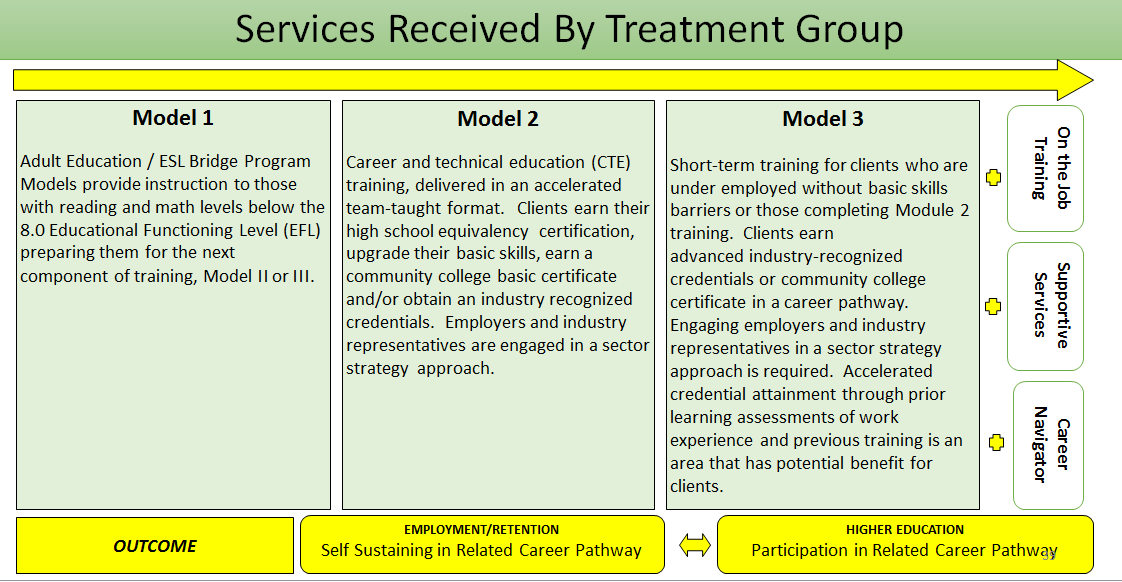 Services Received By Treatment Group
Model 1
Adult Education / ESL Bridge Program
Models provide instruction to those
with reading and math levels below the
8.0 Educational Functioning Level (EFL)
preparing them for the next
component of training, Model II or III.
Model 2
Career and technical education (CTE)
training, delivered in an accelerated
team-taught format.  Clients earn their
high school equivalency  certification,
upgrade their basic skills, earn a
community college basic certificate
and/or obtain an industry recognized
credentials.  Employers and industry
representatives are engaged in a sector
strategy  approach.
Model 3
Short-term training for clients who are
under employed without basic skills
barriers or those completing Module 2
training.  Clients earn
advanced industry-recognized
credentials or community college
certificate in a career pathway.
Engaging employers and industry
representatives in a sector strategy
approach is required.  Accelerated
credential attainment through prior
learning assessments of work
experience and previous training is an
area that has potential benefit for
clients.
On the Job
Training
Supportive
Services
Career
Navigator
OUTCOME
EMPLOYMENT/RETENTION
Self Sustaining in Related Career Pathway
HIGHER EDUCATION
Participation in Related Career Pathway